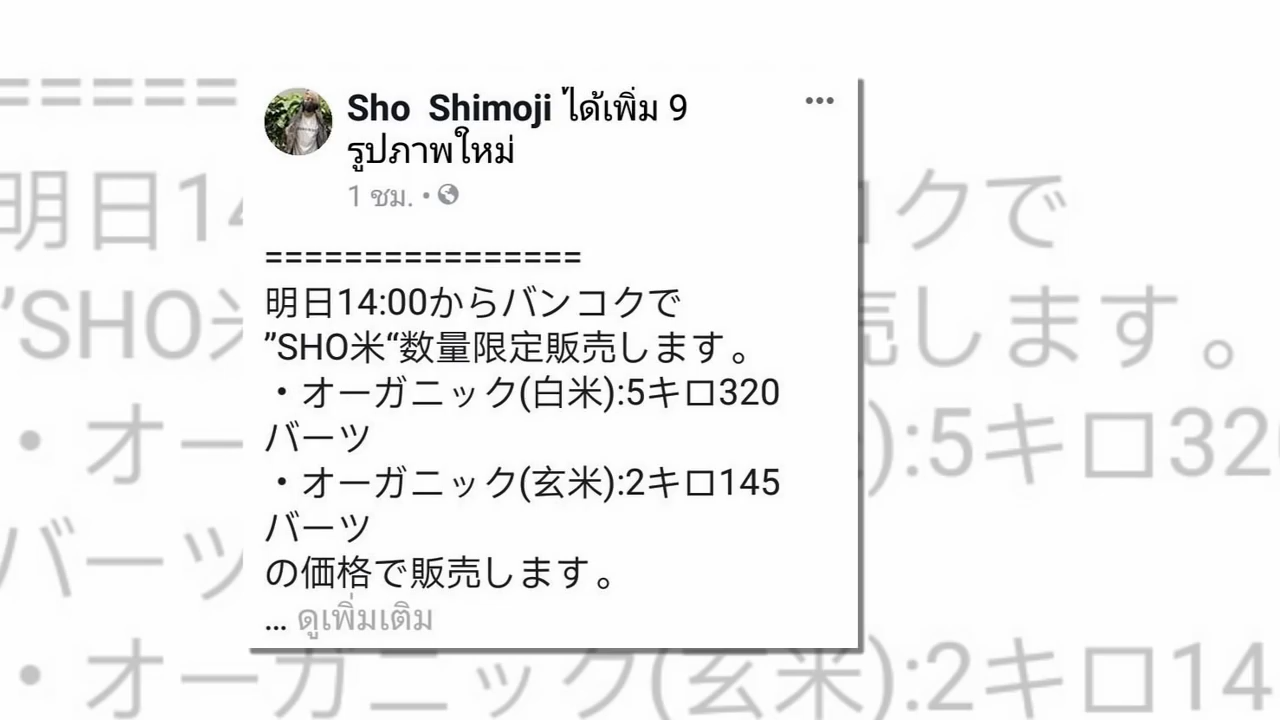 Sho Shimoji ได้เพิ่ม 9
รูปภาพใหม่
1 ชม. •
================
明日14:00からバンコクで
”SHO米“数量限定販売します。
・オーガニック(白米):5キロ320
バーツ
・オーガニック(玄米):2キロ145
バーツ
の価格で販売します。
... ดูเพิ่มเติม